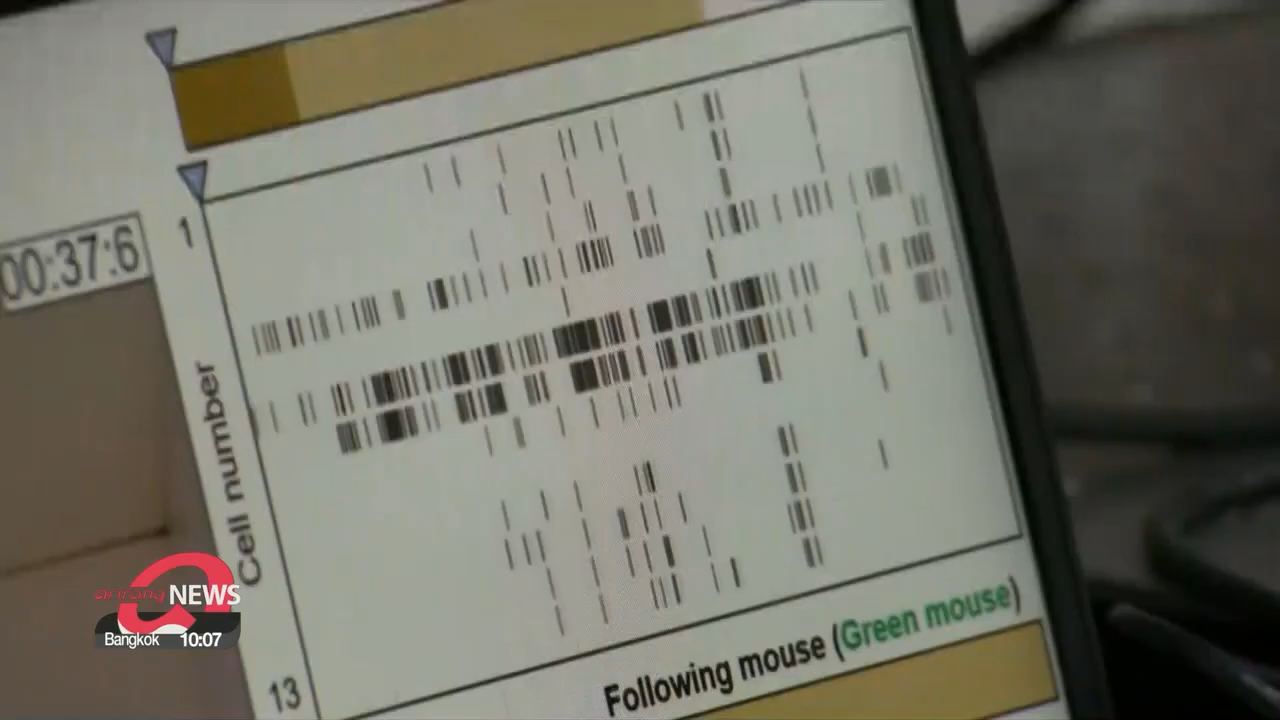 1
00:37:6
Cell number
13
Following mouse (Green mouse)
arirang NEWS
Bangkok 10:07